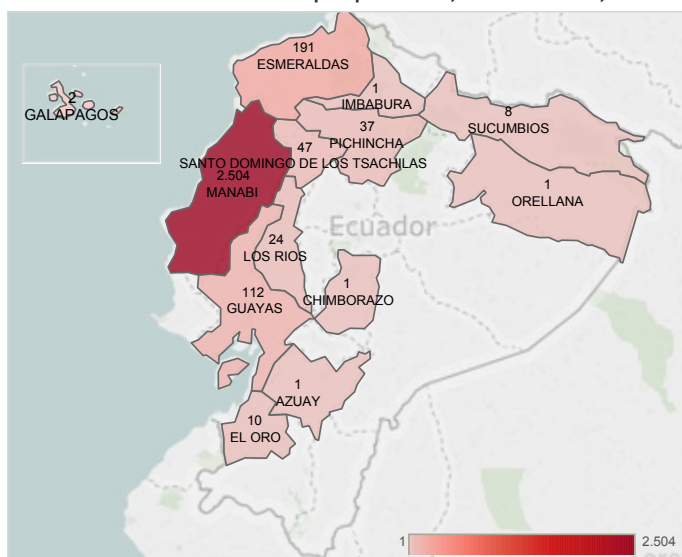 191
ESMERALDAS
2
GALAPAGOS
1
IMBABURA
8
SUCUMBIOS
37
PICHINCHA
47
SANTO DOMINGO DE LOS TSACHILAS
2.504
MANABI
1
ORELLANA
Ecuador
24
LOS RIOS
1
CHIMBORAZO
112
GUAYAS
1
AZUAY
10
EL ORO
1
2.504